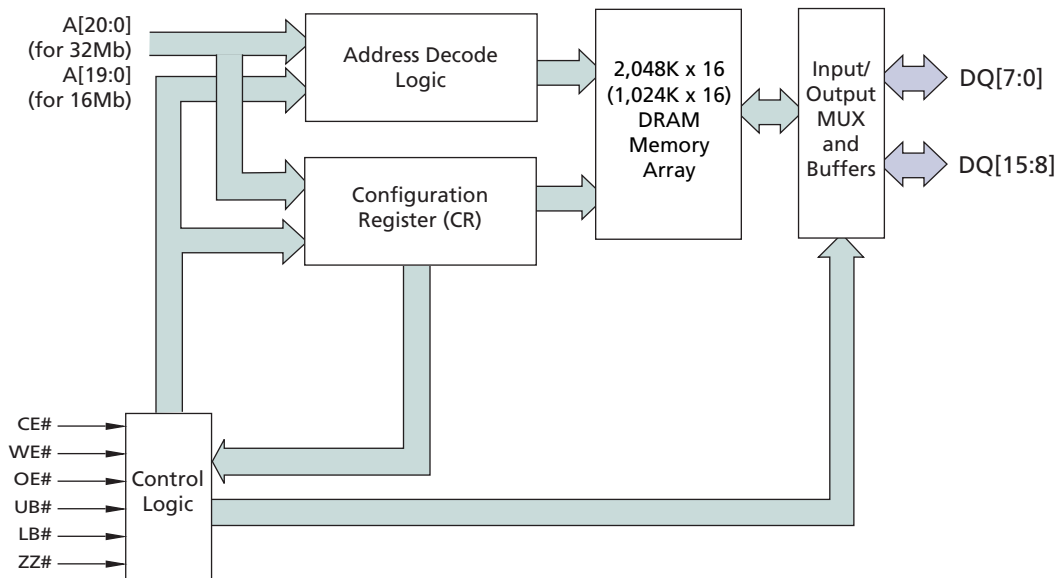 A[20:0]
(for 32Mb)
A[19:0]
(for 16Mb)
Address Decode
Logic
Configuration
Register (CR)
2,048K x 16
(1,024K x 16)
DRAM
Memory
Array
Input/
Output
MUX
and
Buffers
DQ[7:0]
DQ[15:8]
CE#
WE#
OE#
UB#
LB#
ZZ#
Control
Logic